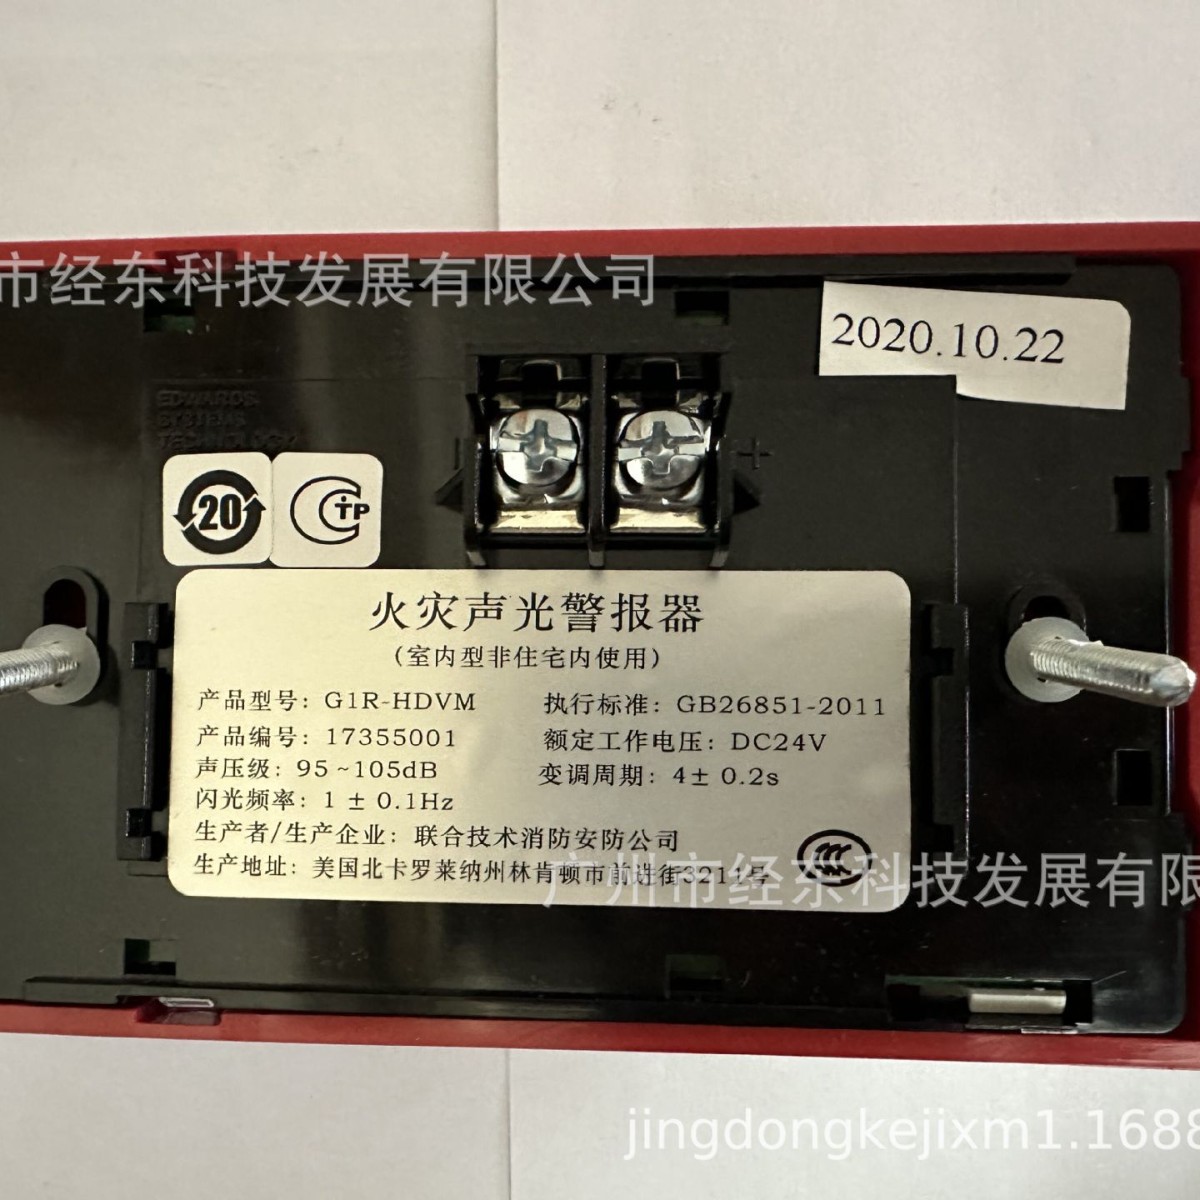 市经东科技发展有限公司
2020.10.22
EDWARDS
SYSTEMS
TECHNOLOGY
- +
20
CTP
火灾声光警报器
（室内型非住宅内使用）
产品型号：G1R-HDVM 执行标准：GB26851-2011
产品编号：17355001 额定工作电压：DC24V
声压级：95~105dB 变调周期：4± 0.2s
闪光频率：1 ± 0.1Hz
生产者/生产企业：联合技术消防安防公司
生产地址：美国北卡罗莱纳州林肯顿市前进街3211号
CCC
广州市经东科技发展有限
jingdongkejixm1.1688